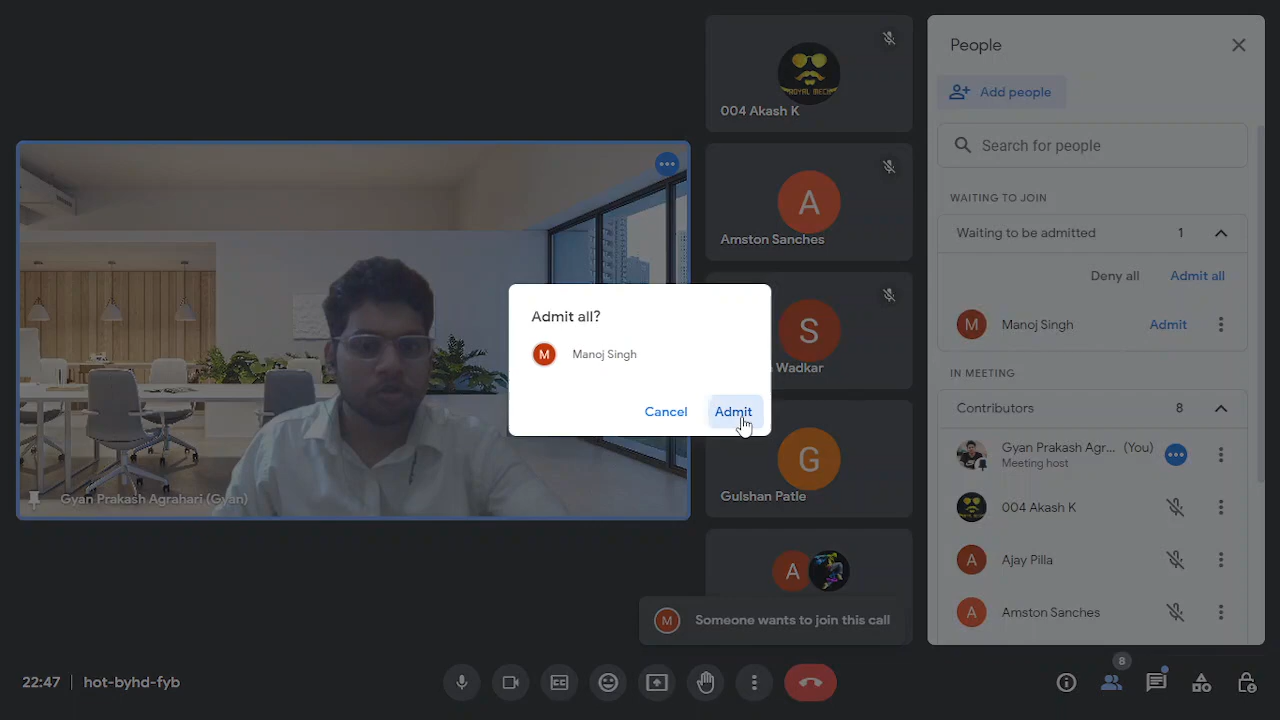 004 Akash K
Amston Sanches
Wadkar
Gulshan Patle
Gyan Prakash Agrahari (Gyan)
Admit all?
M
Manoj Singh
Cancel
Admit
A
S
G
A
M
Someone wants to join this call
People
Add people
Search for people
WAITING TO JOIN
Waiting to be admitted 1
Deny all
Admit all
M
Manoj Singh
Admit
IN MEETING
Contributors 8
Gyan Prakash Agr... (You)
Meeting host
004 Akash K
A
Ajay Pilla
A
Amston Sanches
22:47 | hot-byhd-fyb
8